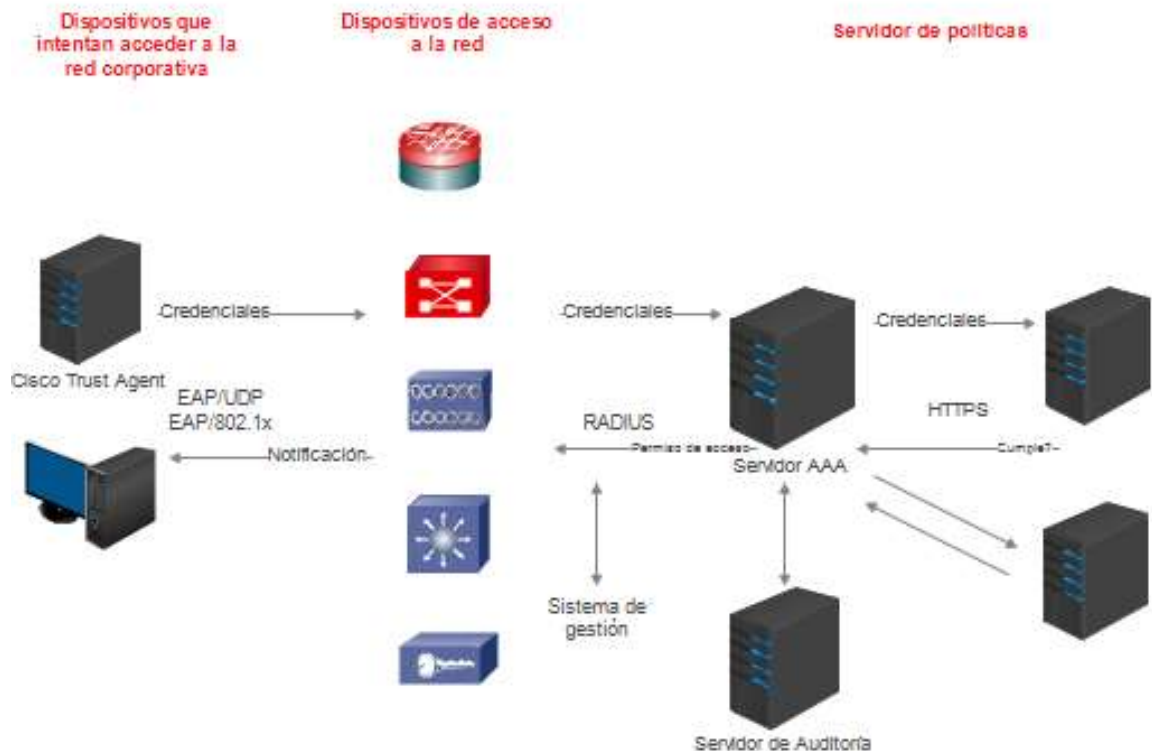 Dispositivos que
intentan acceder a la
red corporativa
Dispositivos de acceso
a la red
Servidor de políticas
Credenciales
Credenciales
Credenciales
Cisco Trust Agent
EAP/UDP
EAP/802.1x
Notificación
RADIUS
Permiso de acceso
HTTPS
Cumple?
Servidor AAA
Sistema de
gestión
Servidor de Auditoría